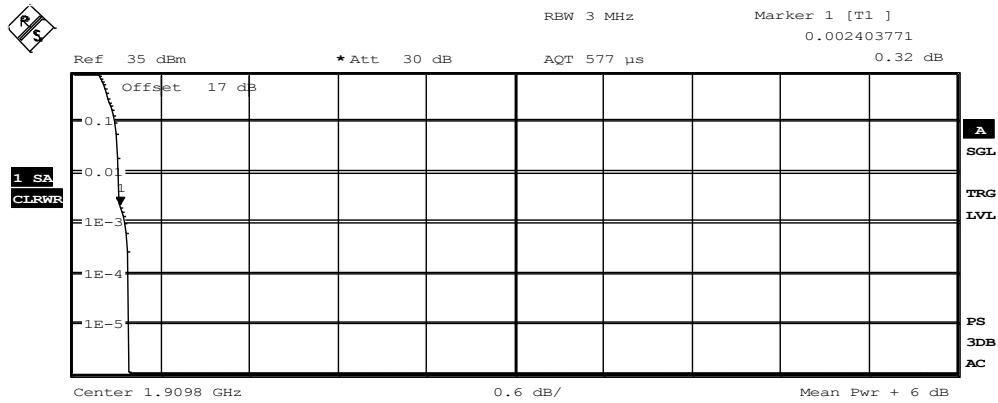 R
S
RBW 3 MHz
Marker 1 [T1 ]
0.002403771
Ref 35 dBm
*Att 30 dB
AQT 577 µs
0.32 dB
Offset 17 dB
0.1
A
SGL
0.01
1 SA
CLRWR
1
TRG
LVL
1E-3
1E-4
1E-5
PS
3DB
AC
Center 1.9098 GHz
0.6 dB/
Mean Pwr + 6 dB